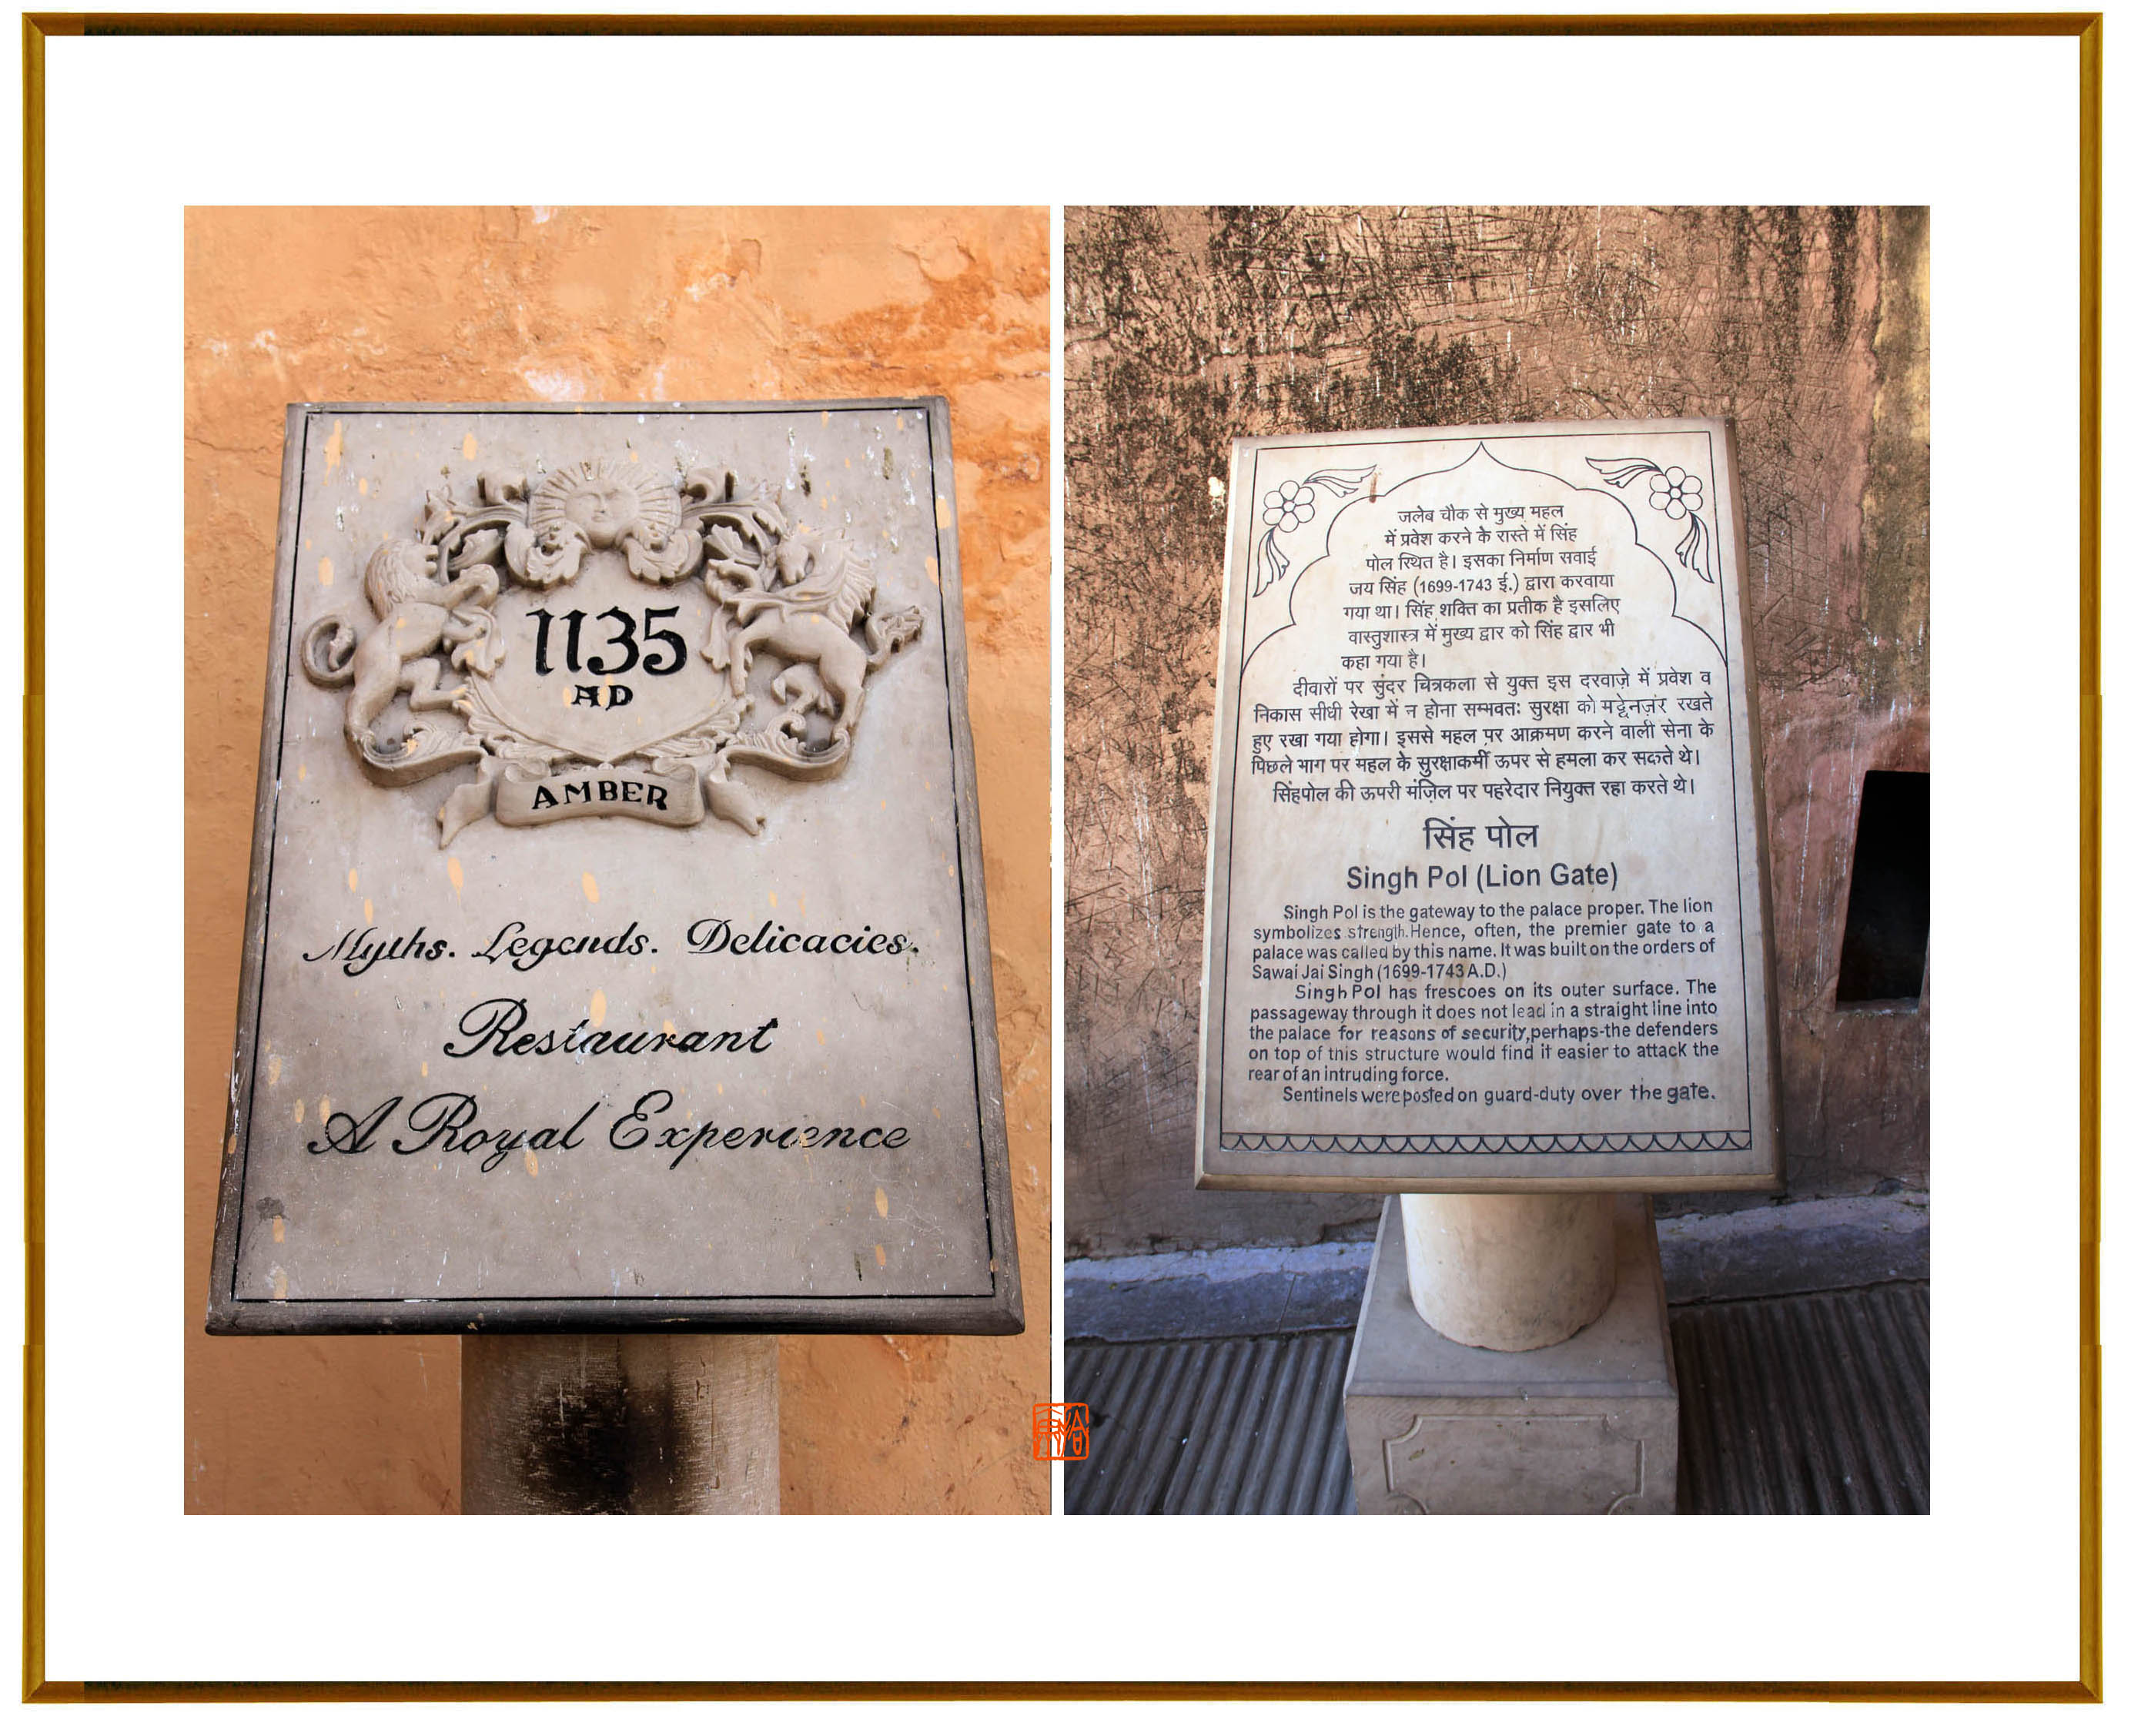 1135
AD
AMBER
Myths. Legends. Delicacies.
Restaurant
A Royal Experience
जलेब चौक से मुख्य महल
में प्रवेश करने के रास्ते में सिंह
पोल स्थित है। इसका निर्माण सवाई
जय सिंह (1699-1743 ई.) द्वारा करवाया
गया था। सिंह शक्ति का प्रतीक है इसलिए
वास्तुशास्त्र में मुख्य द्वार को सिंह द्वार भी
कहा गया है।
दीवारों पर सुंदर चित्रकला से युक्त इस दरवाज़े में प्रवेश व
निकास सीधी रेखा में न होना सम्भवतः सुरक्षा को मद्देनज़र रखते
हुए रखा गया होगा। इससे महल पर आक्रमण करने वाली सेना के
पिछले भाग पर महल के सुरक्षाकर्मी ऊपर से हमला कर सकते थे।
सिंहपोल की ऊपरी मंज़िल पर पहरेदार नियुक्त रहा करते थे।
सिंह पोल
Singh Pol (Lion Gate)
Singh Pol is the gateway to the palace proper. The lion
symbolizes strength.Hence, often, the premier gate to a
palace was called by this name. It was built on the orders of
Sawai Jai Singh (1699-1743 A.D.)
Singh Pol has frescoes on its outer surface. The
passageway through it does not lead in a straight line into
the palace for reasons of security,perhaps-the defenders
on top of this structure would find it easier to attack the
rear of an intruding force.
Sentinels were posted on guard-duty over the gate.